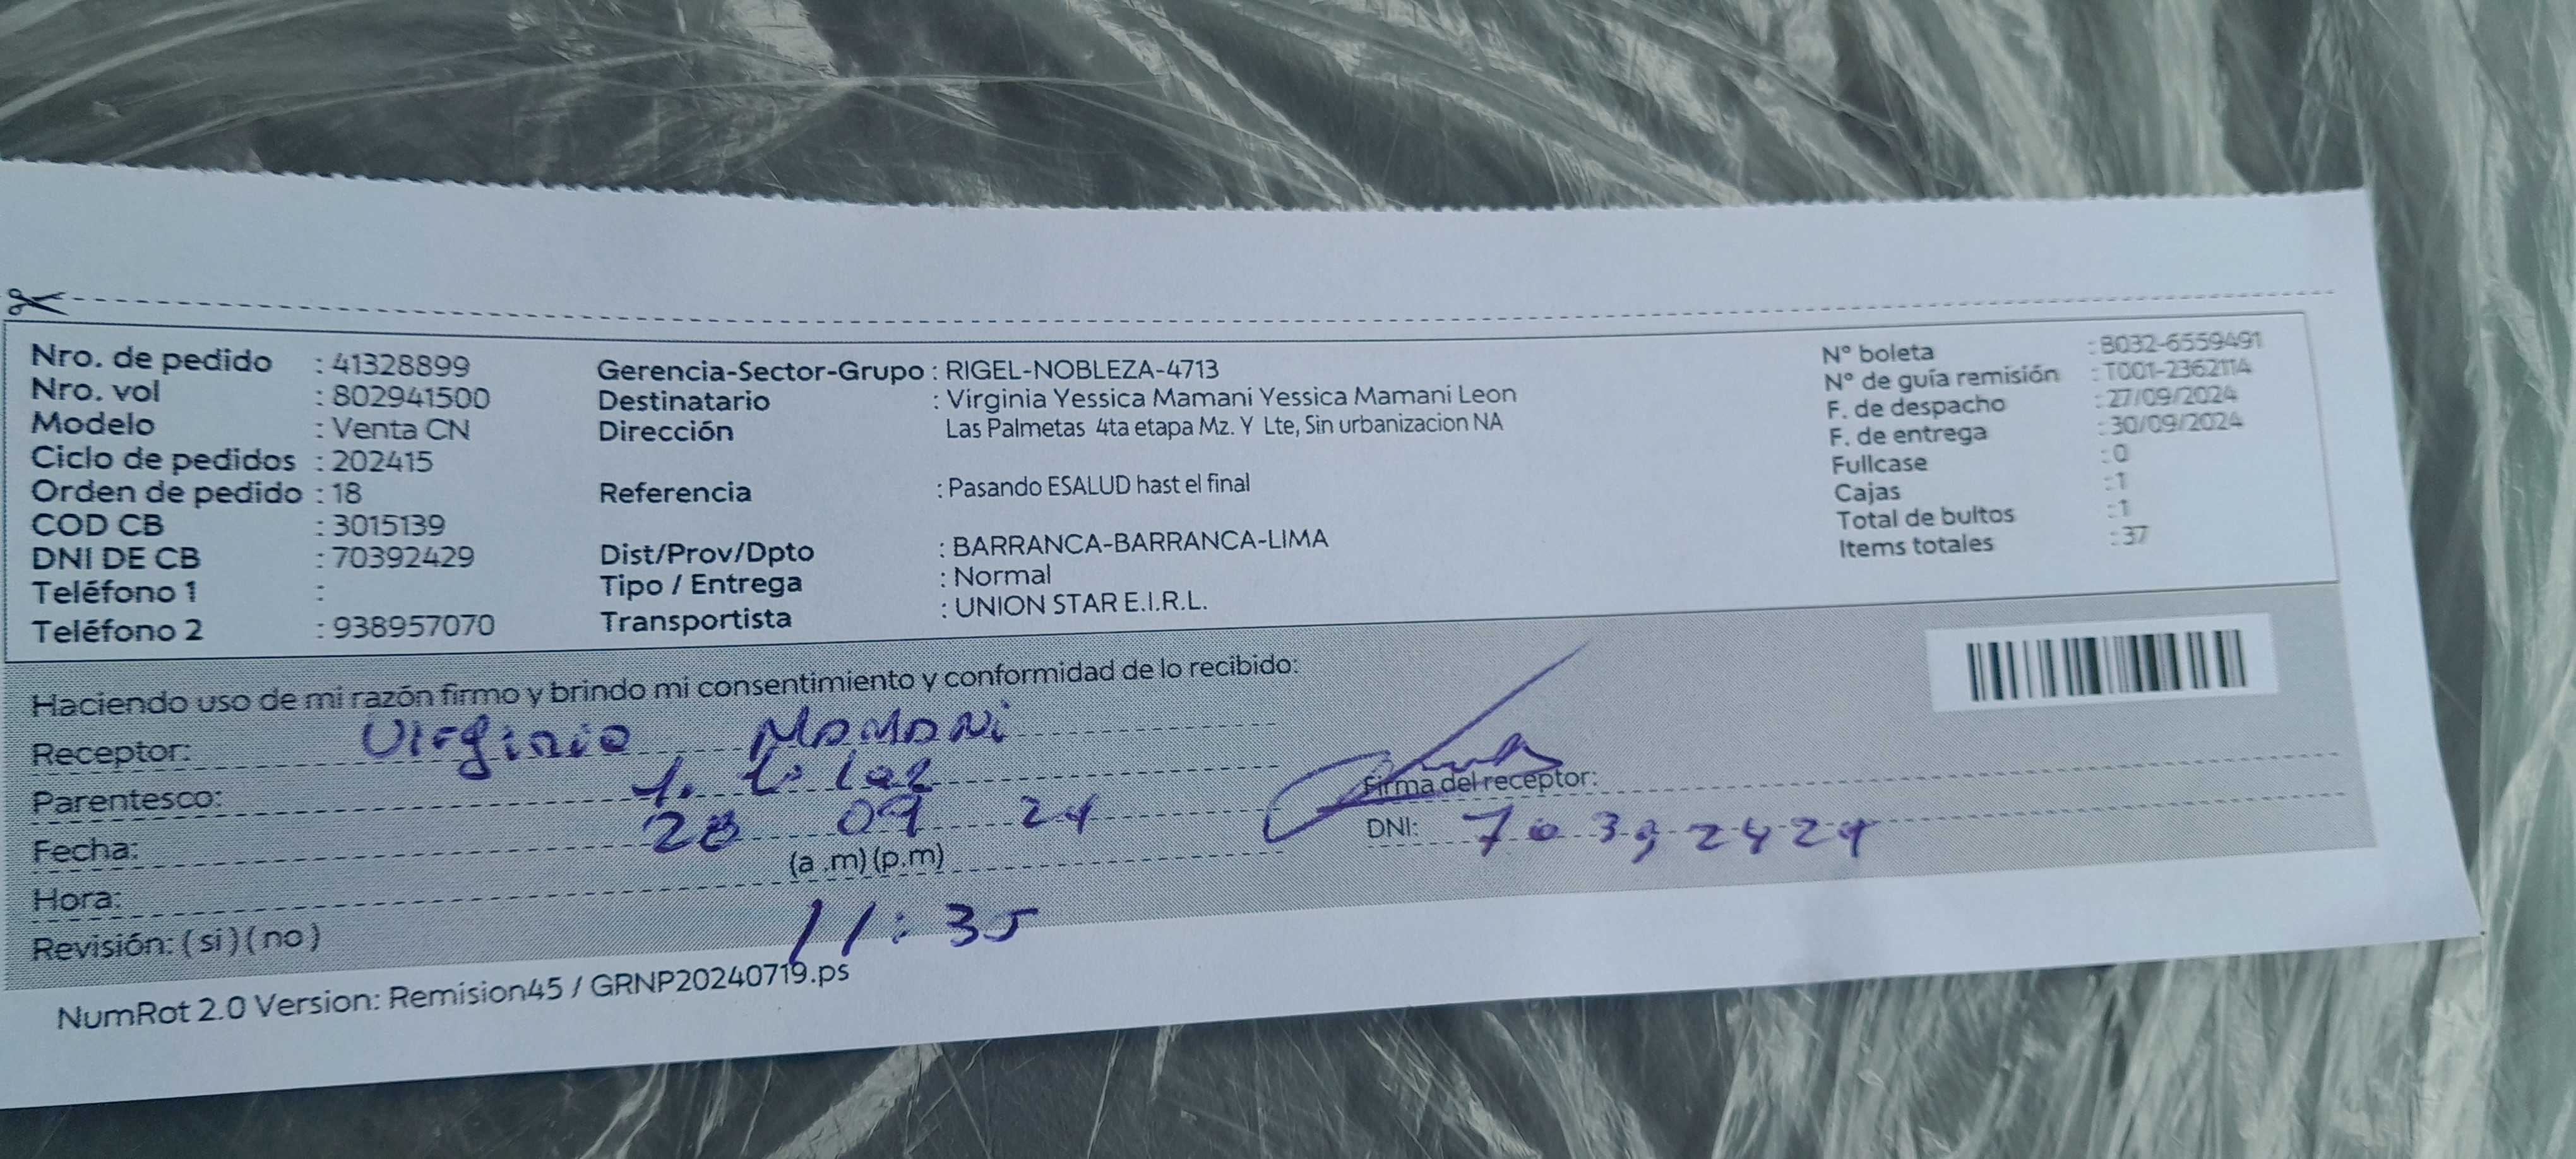 Nro. de pedido : 41328899
Nro. vol : 802941500
Modelo : Venta CN
Ciclo de pedidos : 202415
Orden de pedido : 18
COD CB : 3015139
DNI DE CB : 70392429
Teléfono 1 :
Teléfono 2 : 938957070
Gerencia-Sector-Grupo : RIGEL-NOBLEZA-4713
Destinatario : Virginia Yessica Mamani Yessica Mamani Leon
Dirección Las Palmetas 4ta etapa Mz. Y Lte, Sin urbanizacion NA
Referencia : Pasando ESALUD hast el final
Dist/Prov/Dpto : BARRANCA-BARRANCA-LIMA
Tipo / Entrega : Normal
Transportista : UNION STAR E.I.R.L.
N° boleta : B032-6559491
N° de guía remisión : T001-2362114
F. de despacho : 27/09/2024
F. de entrega : 30/09/2024
Fullcase : 0
Cajas : 1
Total de bultos : 1
Items totales : 37
Haciendo uso de mi razón firmo y brindo mi consentimiento y conformidad de lo recibido:
Receptor: Virginia Mamani
Parentesco:
Fecha: 28 09 24
Hora: (a .m) (p.m)
11:35
Revisión: ( si ) ( no )
Firma del receptor:
DNI: 70392429
NumRot 2.0 Version: Remision45 / GRNP20240719.ps